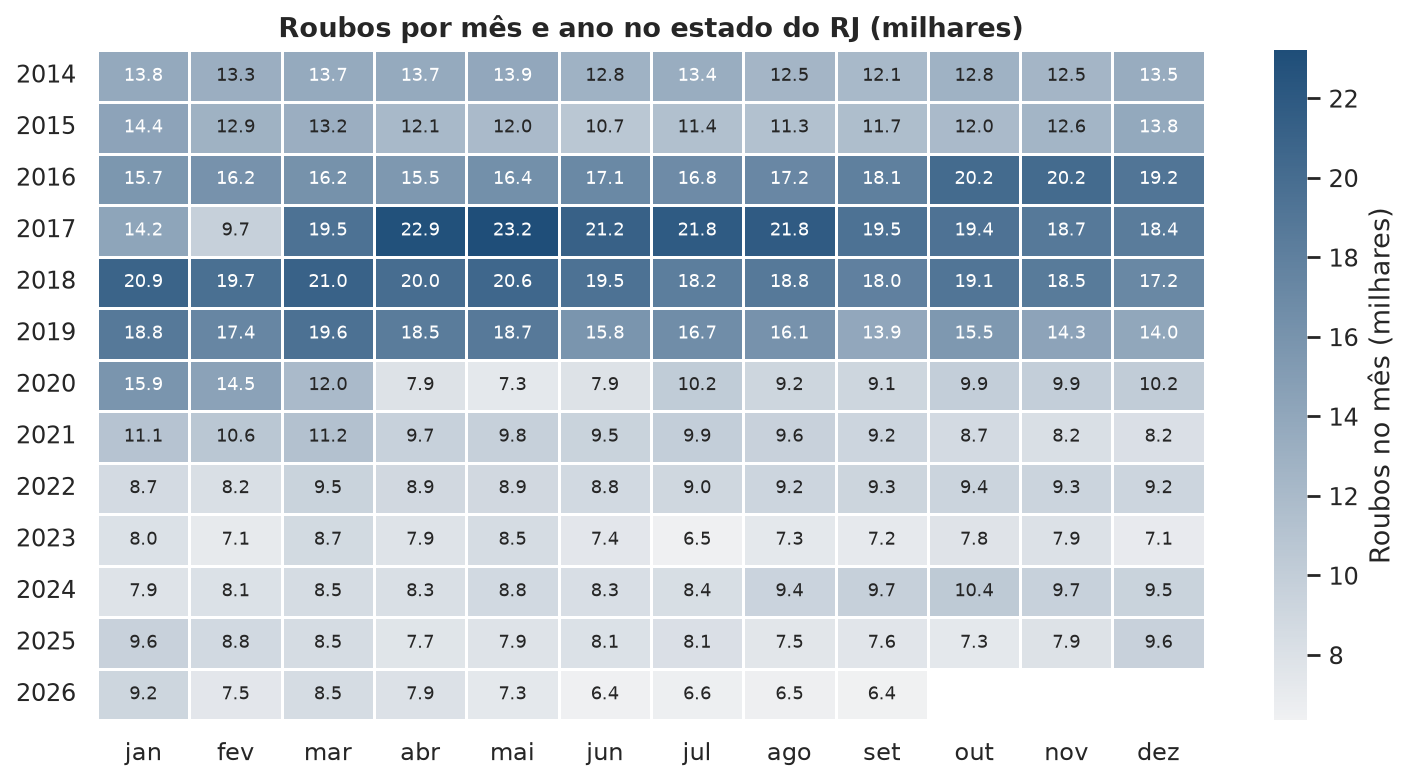 Roubos por mês e ano no estado do RJ (milhares)
2014 13.8 13.3 13.7 13.7 13.9 12.8 13.4 12.5 12.1 12.8 12.5 13.5
2015 14.4 12.9 13.2 12.1 12.0 10.7 11.4 11.3 11.7 12.0 12.6 13.8
2016 15.7 16.2 16.2 15.5 16.4 17.1 16.8 17.2 18.1 20.2 20.2 19.2
2017 14.2 9.7 19.5 22.9 23.2 21.2 21.8 21.8 19.5 19.4 18.7 18.4
2018 20.9 19.7 21.0 20.0 20.6 19.5 18.2 18.8 18.0 19.1 18.5 17.2
2019 18.8 17.4 19.6 18.5 18.7 15.8 16.7 16.1 13.9 15.5 14.3 14.0
2020 15.9 14.5 12.0 7.9 7.3 7.9 10.2 9.2 9.1 9.9 9.9 10.2
2021 11.1 10.6 11.2 9.7 9.8 9.5 9.9 9.6 9.2 8.7 8.2 8.2
2022 8.7 8.2 9.5 8.9 8.9 8.8 9.0 9.2 9.3 9.4 9.3 9.2
2023 8.0 7.1 8.7 7.9 8.5 7.4 6.5 7.3 7.2 7.8 7.9 7.1
2024 7.9 8.1 8.5 8.3 8.8 8.3 8.4 9.4 9.7 10.4 9.7 9.5
2025 9.6 8.8 8.5 7.7 7.9 8.1 8.1 7.5 7.6 7.3 7.9 9.6
2026 9.2 7.5 8.5 7.9 7.3 6.4 6.6 6.5 6.4
jan fev mar abr mai jun jul ago set out nov dez
22
20
18
16
14
12
10
8
Roubos no mês (milhares)